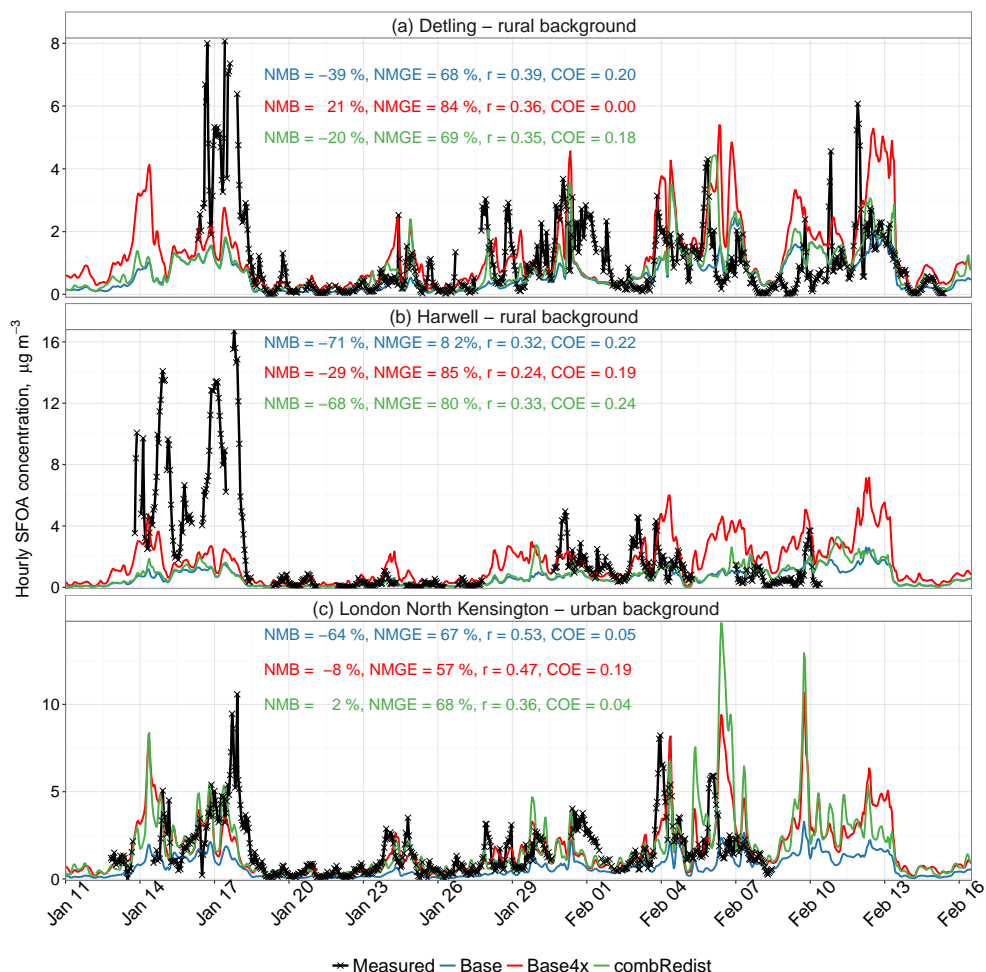 (a) Detling − rural background
8
NMB = −39 %, NMGE = 68 %, r = 0.39, COE = 0.20
6
NMB = 21 %, NMGE = 84 %, r = 0.36, COE = 0.00
NMB = −20 %, NMGE = 69 %, r = 0.35, COE = 0.18
4
2
0
Hourly SFOA concentration, μg m−3
(b) Harwell − rural background
16
NMB = −71 %, NMGE = 8 2%, r = 0.32, COE = 0.22
NMB = −29 %, NMGE = 85 %, r = 0.24, COE = 0.19
12
NMB = −68 %, NMGE = 80 %, r = 0.33, COE = 0.24
8
4
0
(c) London North Kensington − urban background
NMB = −64 %, NMGE = 67 %, r = 0.53, COE = 0.05
NMB = −8 %, NMGE = 57 %, r = 0.47, COE = 0.19
10
NMB = 2 %, NMGE = 68 %, r = 0.36, COE = 0.04
5
0
Jan 11 Jan 14 Jan 17 Jan 20 Jan 23 Jan 26 Jan 29 Feb 01 Feb 04 Feb 07 Feb 10 Feb 13 Feb 16
Measured Base Base4x combRedist